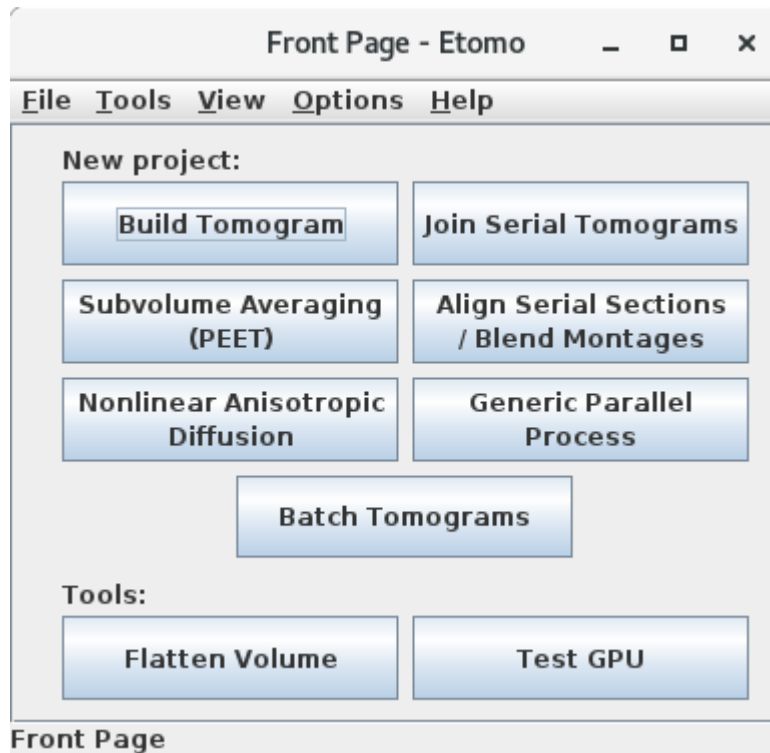 Front Page - Etomo
File Tools View Options Help
New project:
Build Tomogram
Join Serial Tomograms
Subvolume Averaging
(PEET)
Align Serial Sections
/ Blend Montages
Nonlinear Anisotropic
Diffusion
Generic Parallel
Process
Batch Tomograms
Tools:
Flatten Volume
Test GPU
Front Page